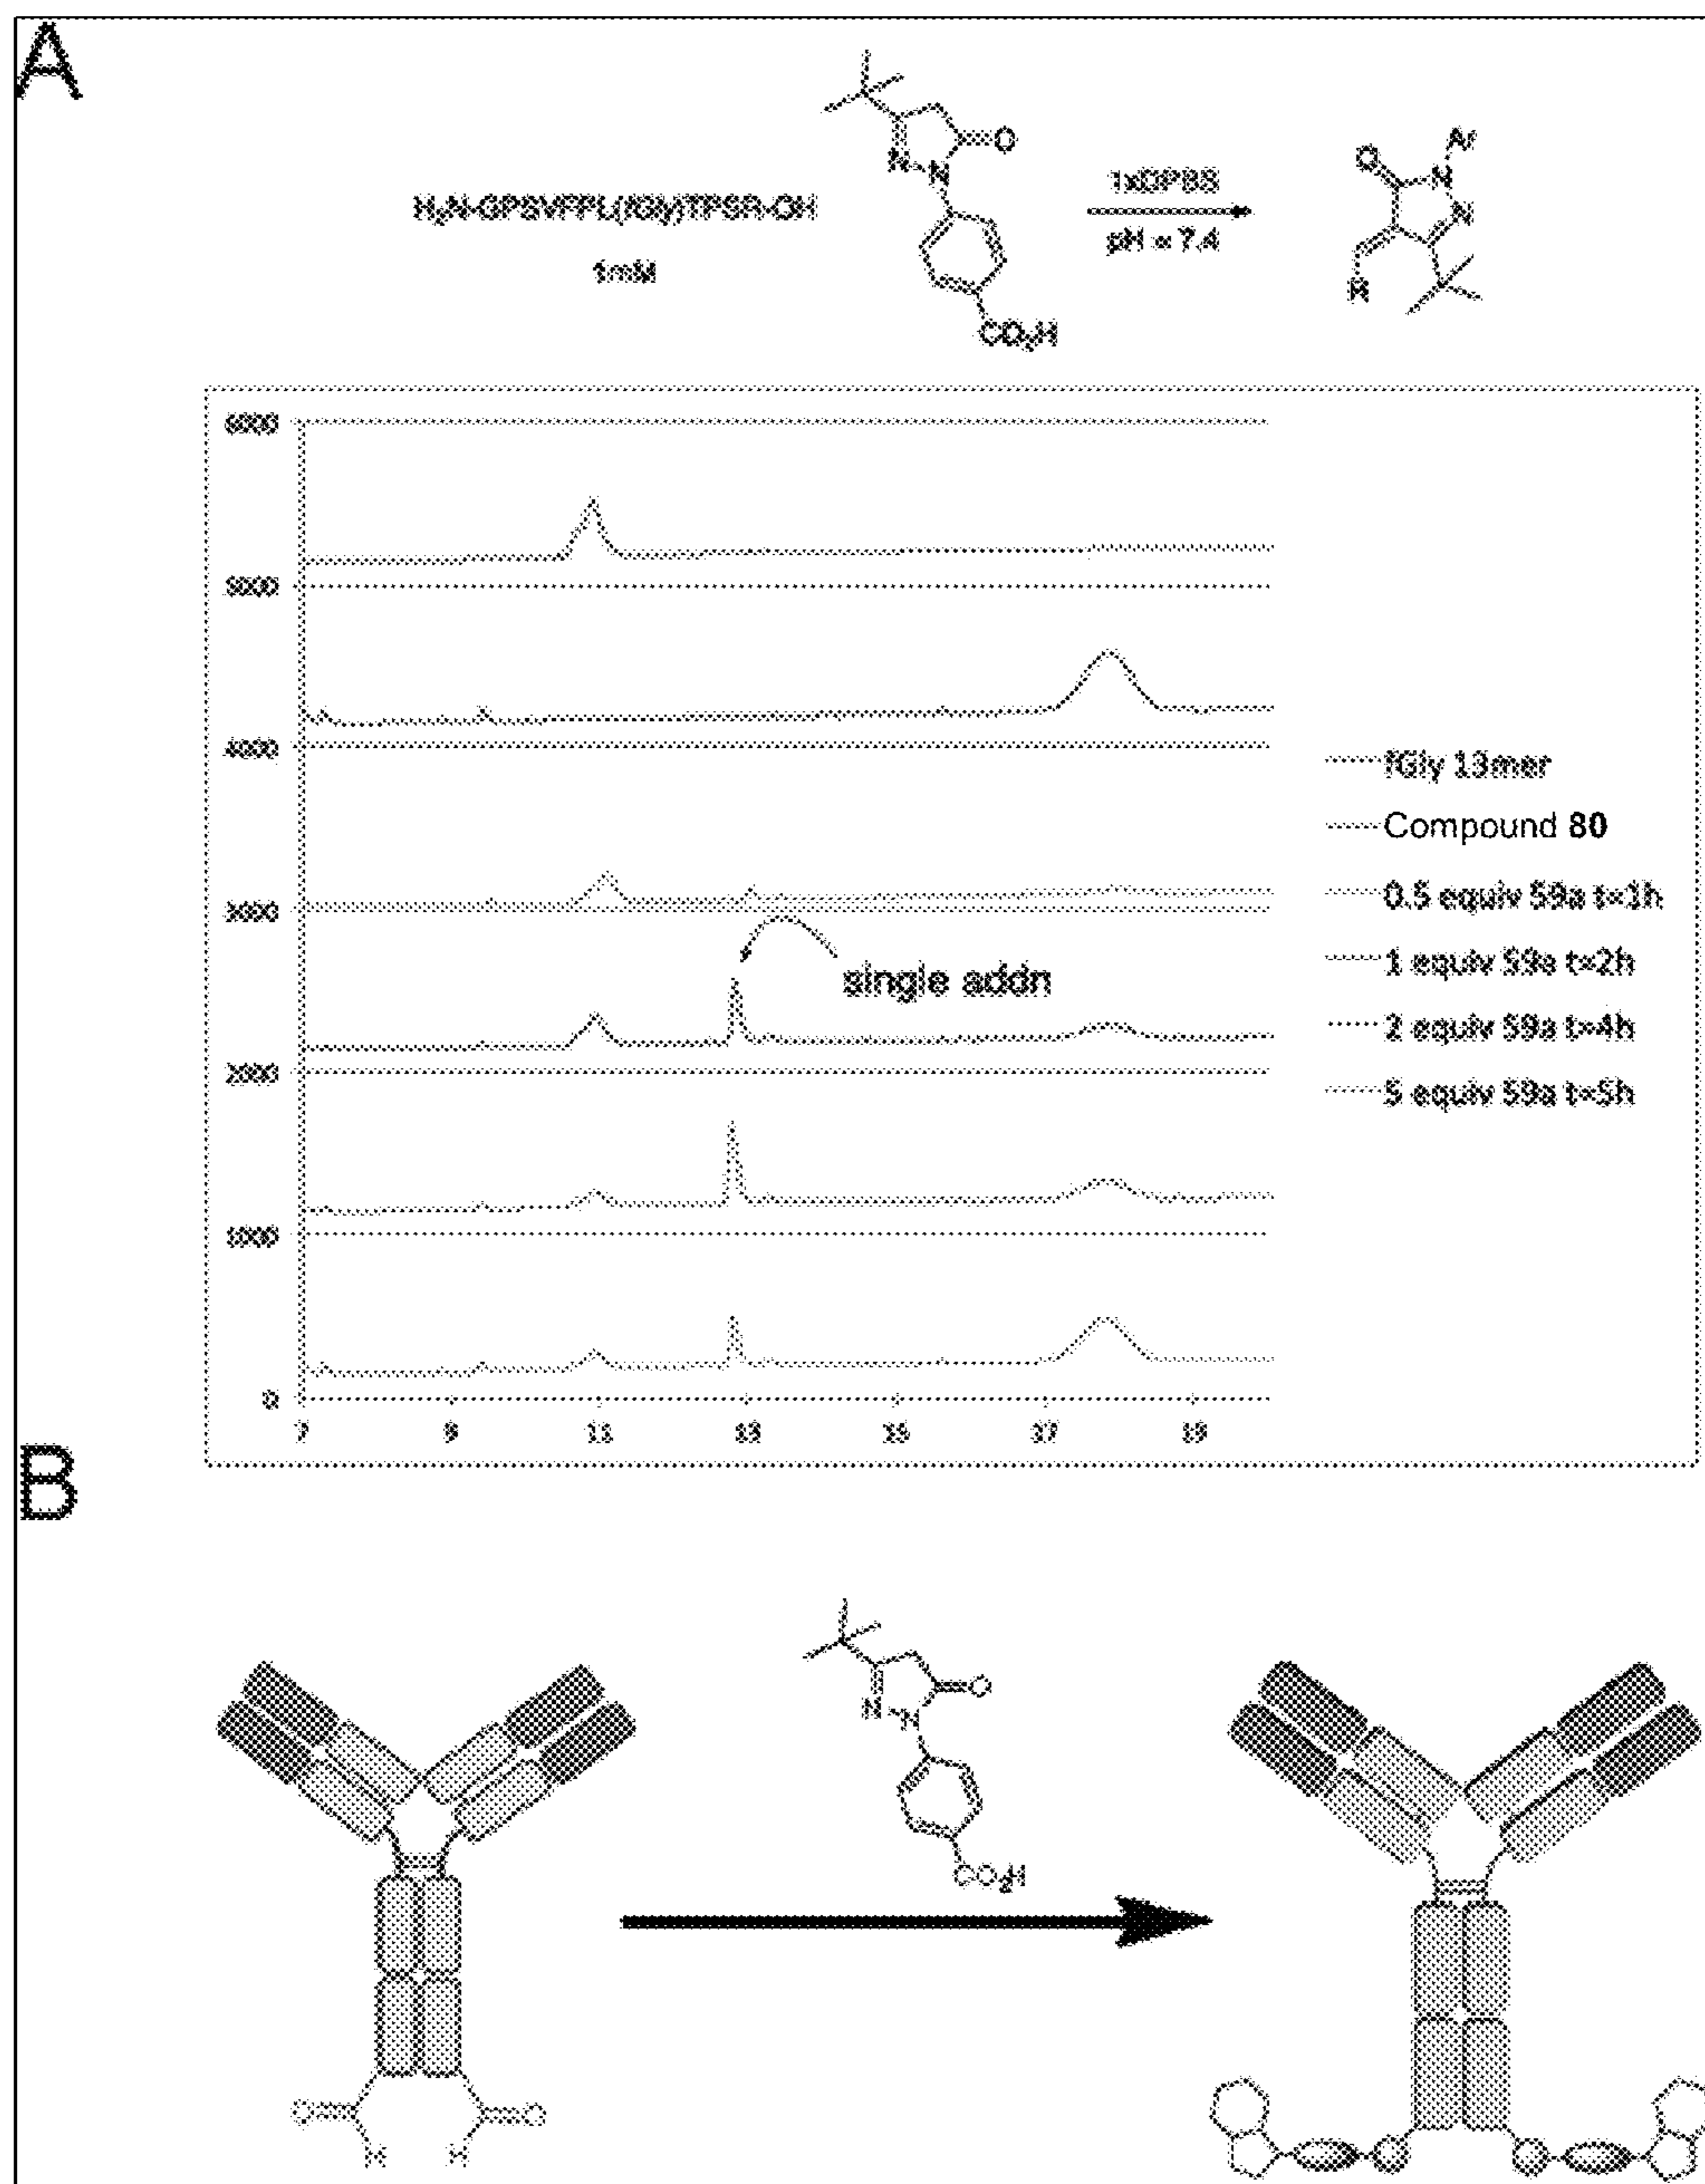 A
H₂N-GPSVFPL(fGly)TPSR-OH
1mM
N
N
O
CO₂H
1xDPBS
pH = 7.4
O
Ar
N
N
R
6000
5000
4000
3000
2000
1000
0
7
9
11
13
15
17
19
single addn
fGly 13mer
Compound 80
0.5 equiv 59a t=1h
1 equiv 59a t=2h
2 equiv 59a t=4h
5 equiv 59a t=5h
B
N
N
O
CO₂H
O
H
H
O